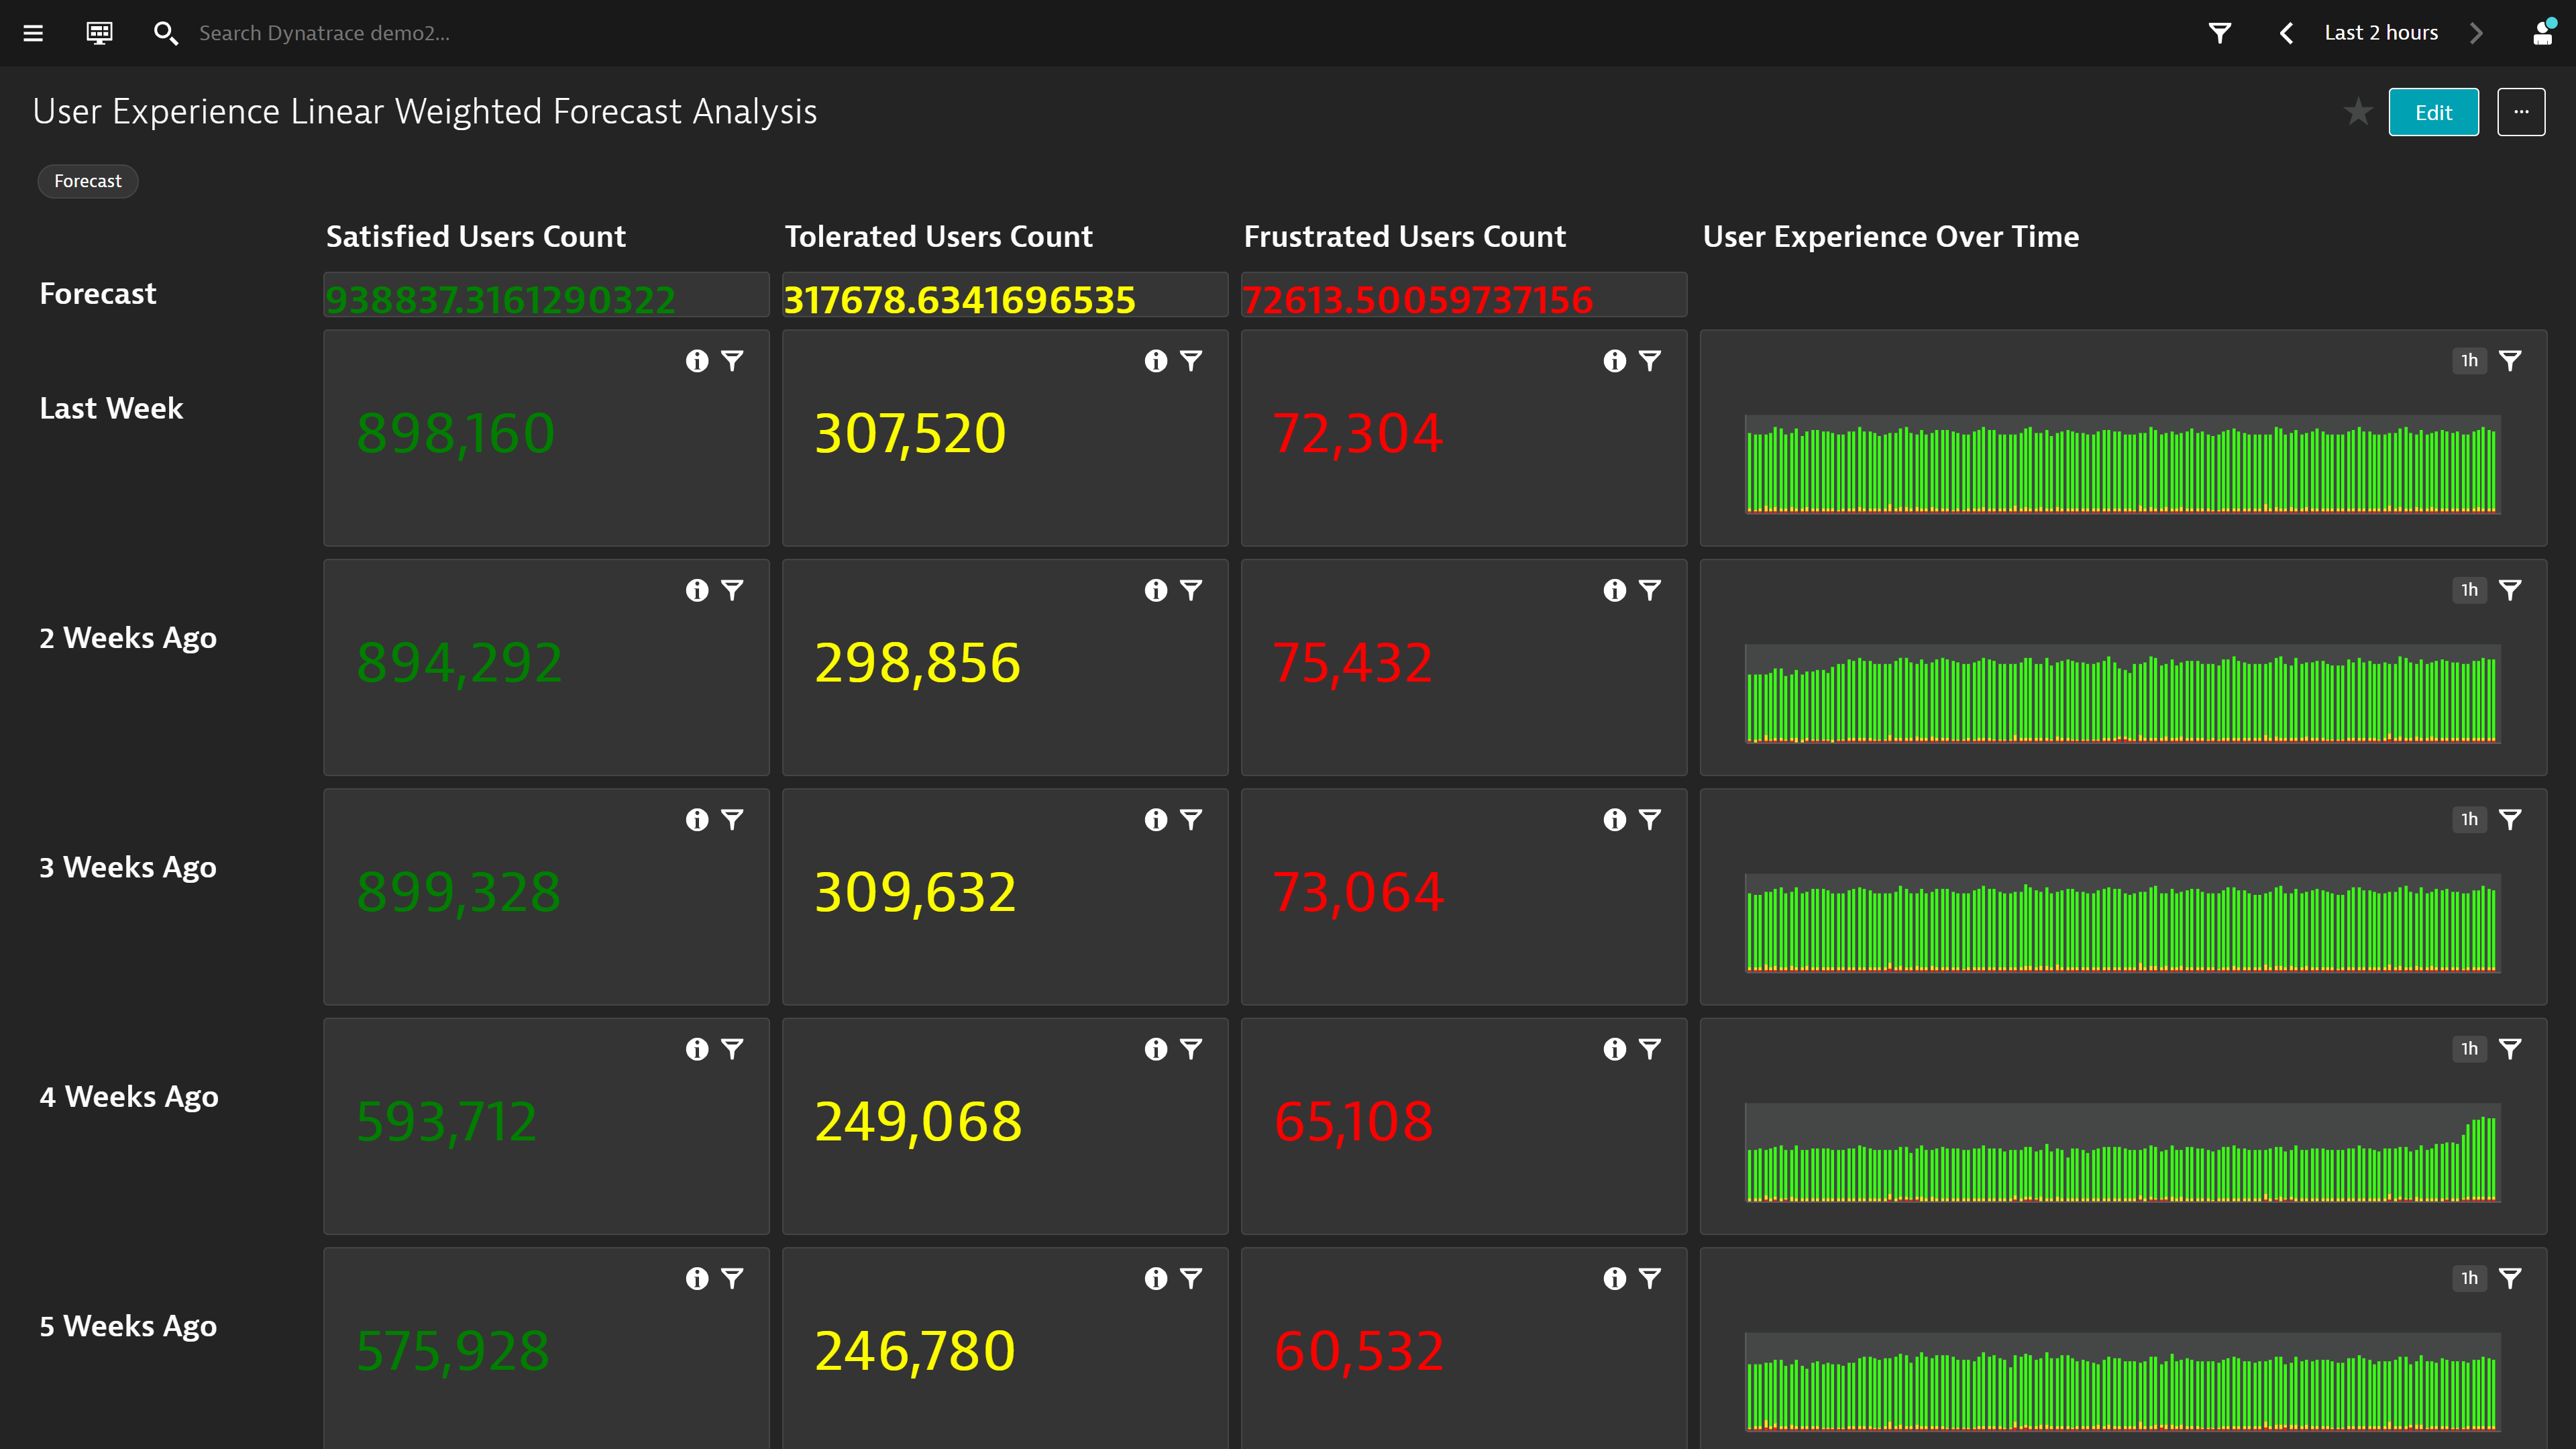 Search Dynatrace demo2...
Last 2 hours
User Experience Linear Weighted Forecast Analysis
Edit
...
Forecast
Satisfied Users Count
Tolerated Users Count
Frustrated Users Count
User Experience Over Time
Forecast
938837.3161290322
317678.6341696535
72613.50059737156
Last Week
898,160
307,520
72,304
1h
2 Weeks Ago
894,292
298,856
75,432
1h
3 Weeks Ago
899,328
309,632
73,064
1h
4 Weeks Ago
593,712
249,068
65,108
1h
5 Weeks Ago
575,928
246,780
60,532
1h